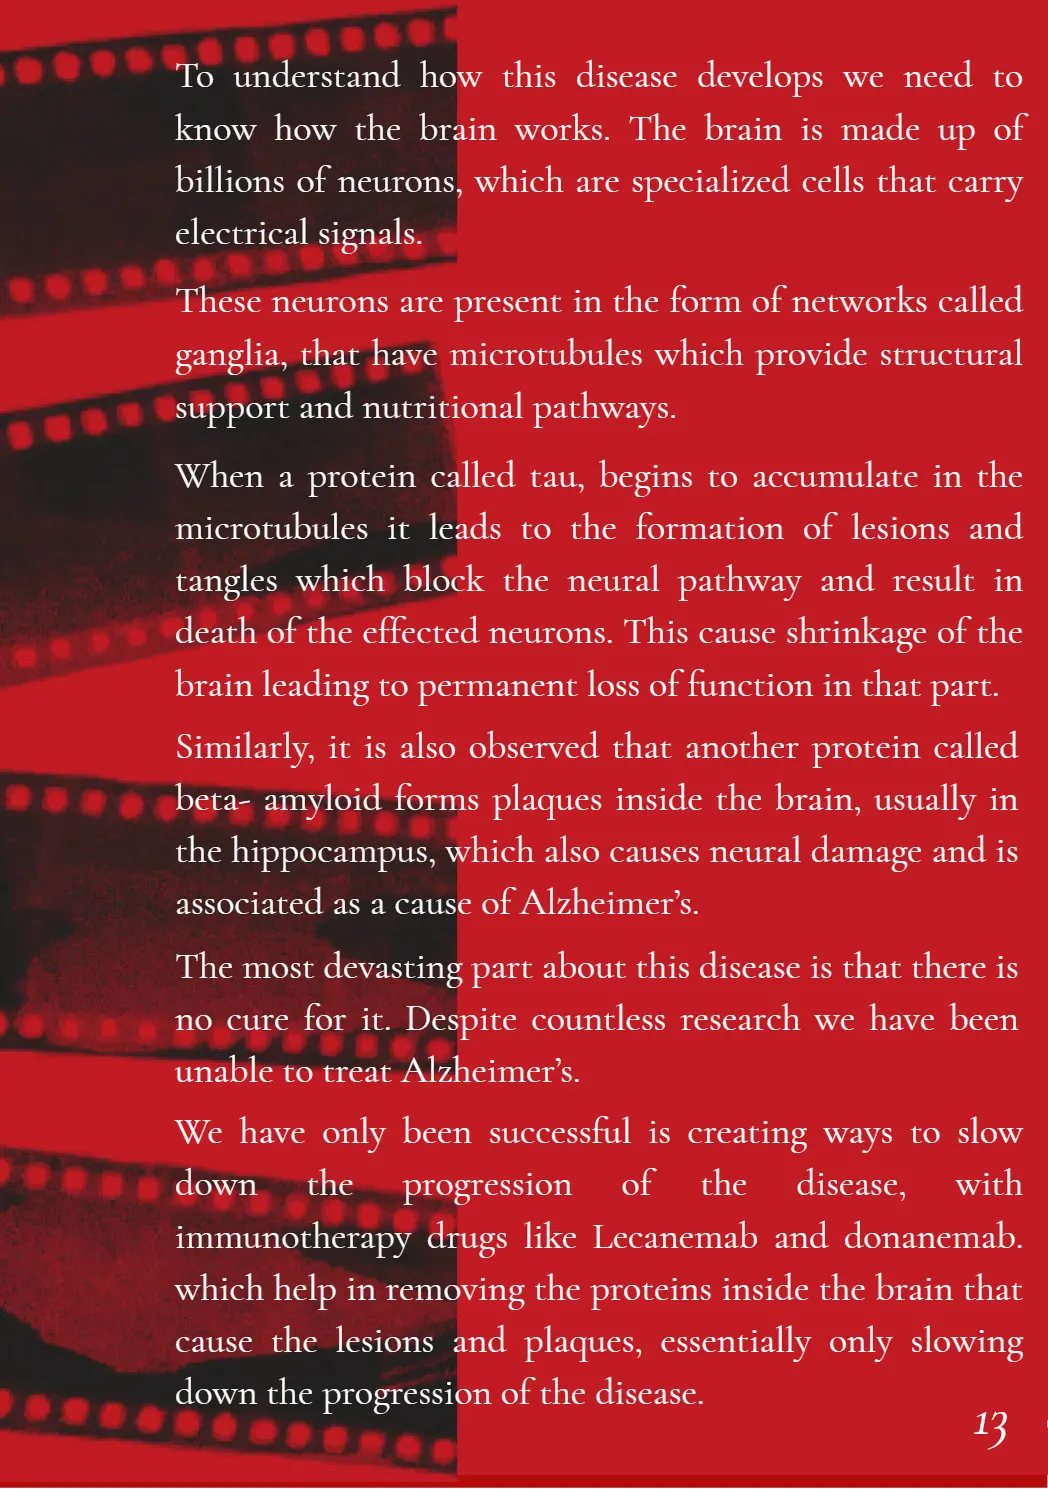 To understand how this disease develops we need to
know how the brain works. The brain is made up of
billions of neurons, which are specialized cells that carry
electrical signals.
These neurons are present in the form of networks called
ganglia, that have microtubules which provide structural
support and nutritional pathways.
When a protein called tau, begins to accumulate in the
microtubules it leads to the formation of lesions and
tangles which block the neural pathway and result in
death of the effected neurons. This cause shrinkage of the
brain leading to permanent loss of function in that part.
Similarly, it is also observed that another protein called
beta- amyloid forms plaques inside the brain, usually in
the hippocampus, which also causes neural damage and is
associated as a cause of Alzheimer’s.
The most devasting part about this disease is that there is
no cure for it. Despite countless research we have been
unable to treat Alzheimer’s.
We have only been successful is creating ways to slow
down the progression of the disease, with
immunotherapy drugs like Lecanemab and donanemab.
which help in removing the proteins inside the brain that
cause the lesions and plaques, essentially only slowing
down the progression of the disease.
13